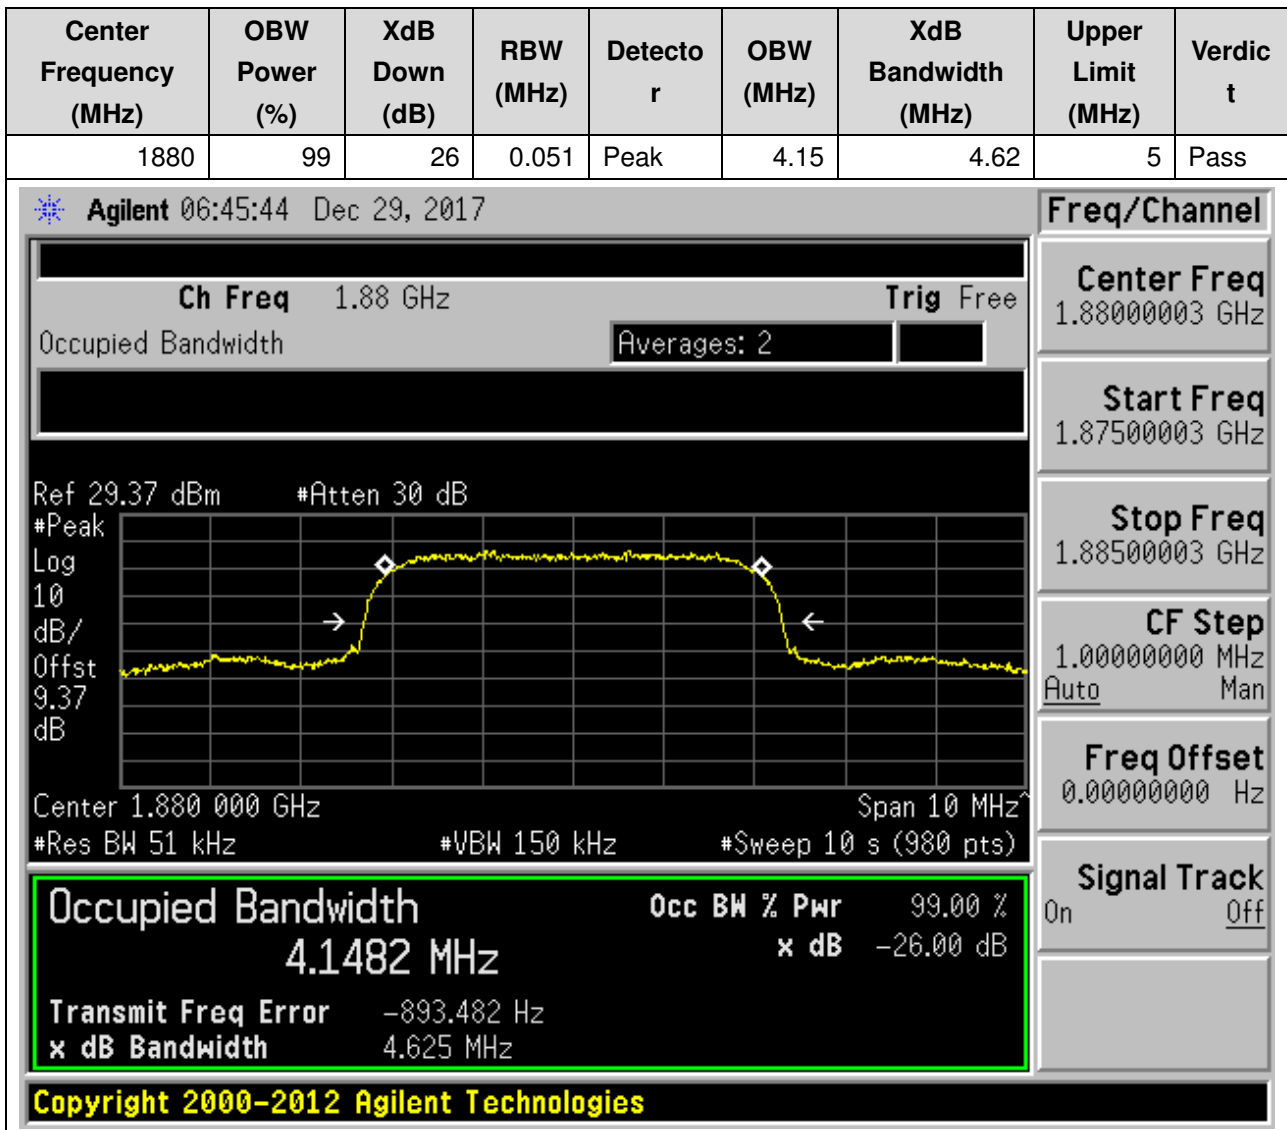 Center Frequency (MHz) OBW Power (%) XdB Down (dB) RBW (MHz) Detecto r OBW (MHz) XdB Bandwidth (MHz) Upper Limit (MHz) Verdic t
1880 99 26 0.051 Peak 4.15 4.62 5 Pass
Agilent 06:45:44 Dec 29, 2017
Freq/Channel
Ch Freq 1.88 GHz Trig Free
Occupied Bandwidth Averages: 2
Center Freq
1.88000003 GHz
Start Freq
1.87500003 GHz
Stop Freq
1.88500003 GHz
CF Step
1.00000000 MHz
Auto Man
Freq Offset
0.00000000 Hz
Signal Track
On Off
Ref 29.37 dBm #Atten 30 dB
#Peak
Log
10
dB/
Offst
9.37
dB
Center 1.880 000 GHz Span 10 MHz^
#Res BW 51 kHz #VBW 150 kHz #Sweep 10 s (980 pts)
Occupied Bandwidth Occ BW % Pwr 99.00 %
4.1482 MHz x dB -26.00 dB
Transmit Freq Error -893.482 Hz
x dB Bandwidth 4.625 MHz
Copyright 2000-2012 Agilent Technologies